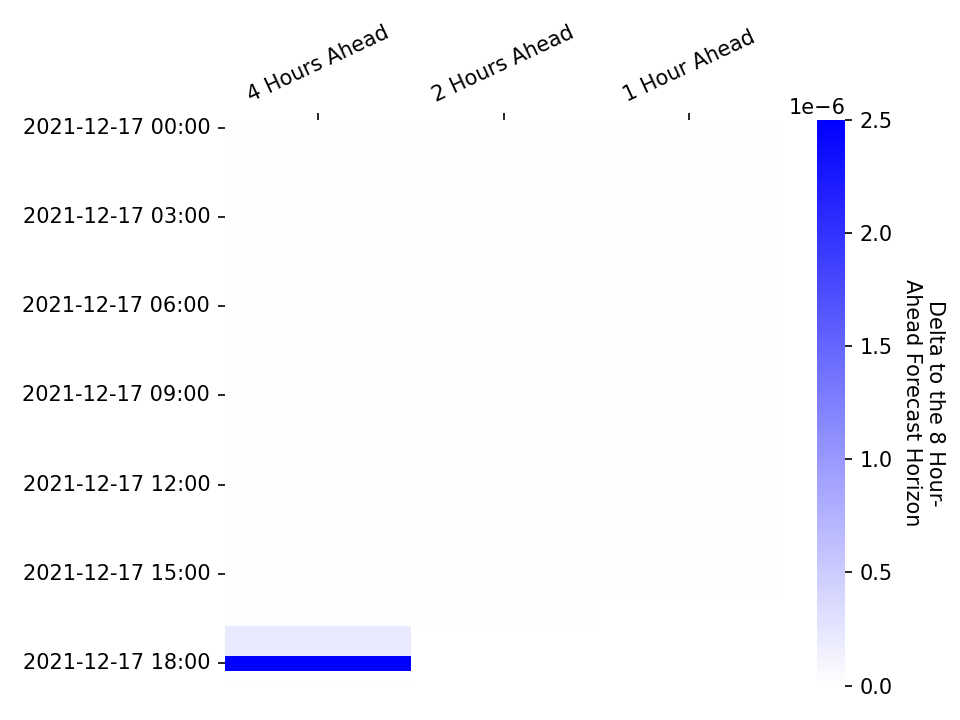 4 Hours Ahead
2 Hours Ahead
1 Hour Ahead
1e−6
2021-12-17 00:00
2021-12-17 03:00
2021-12-17 06:00
2021-12-17 09:00
2021-12-17 12:00
2021-12-17 15:00
2021-12-17 18:00
2.5
2.0
1.5
1.0
0.5
0.0
Delta to the 8 Hour-
Ahead Forecast Horizon